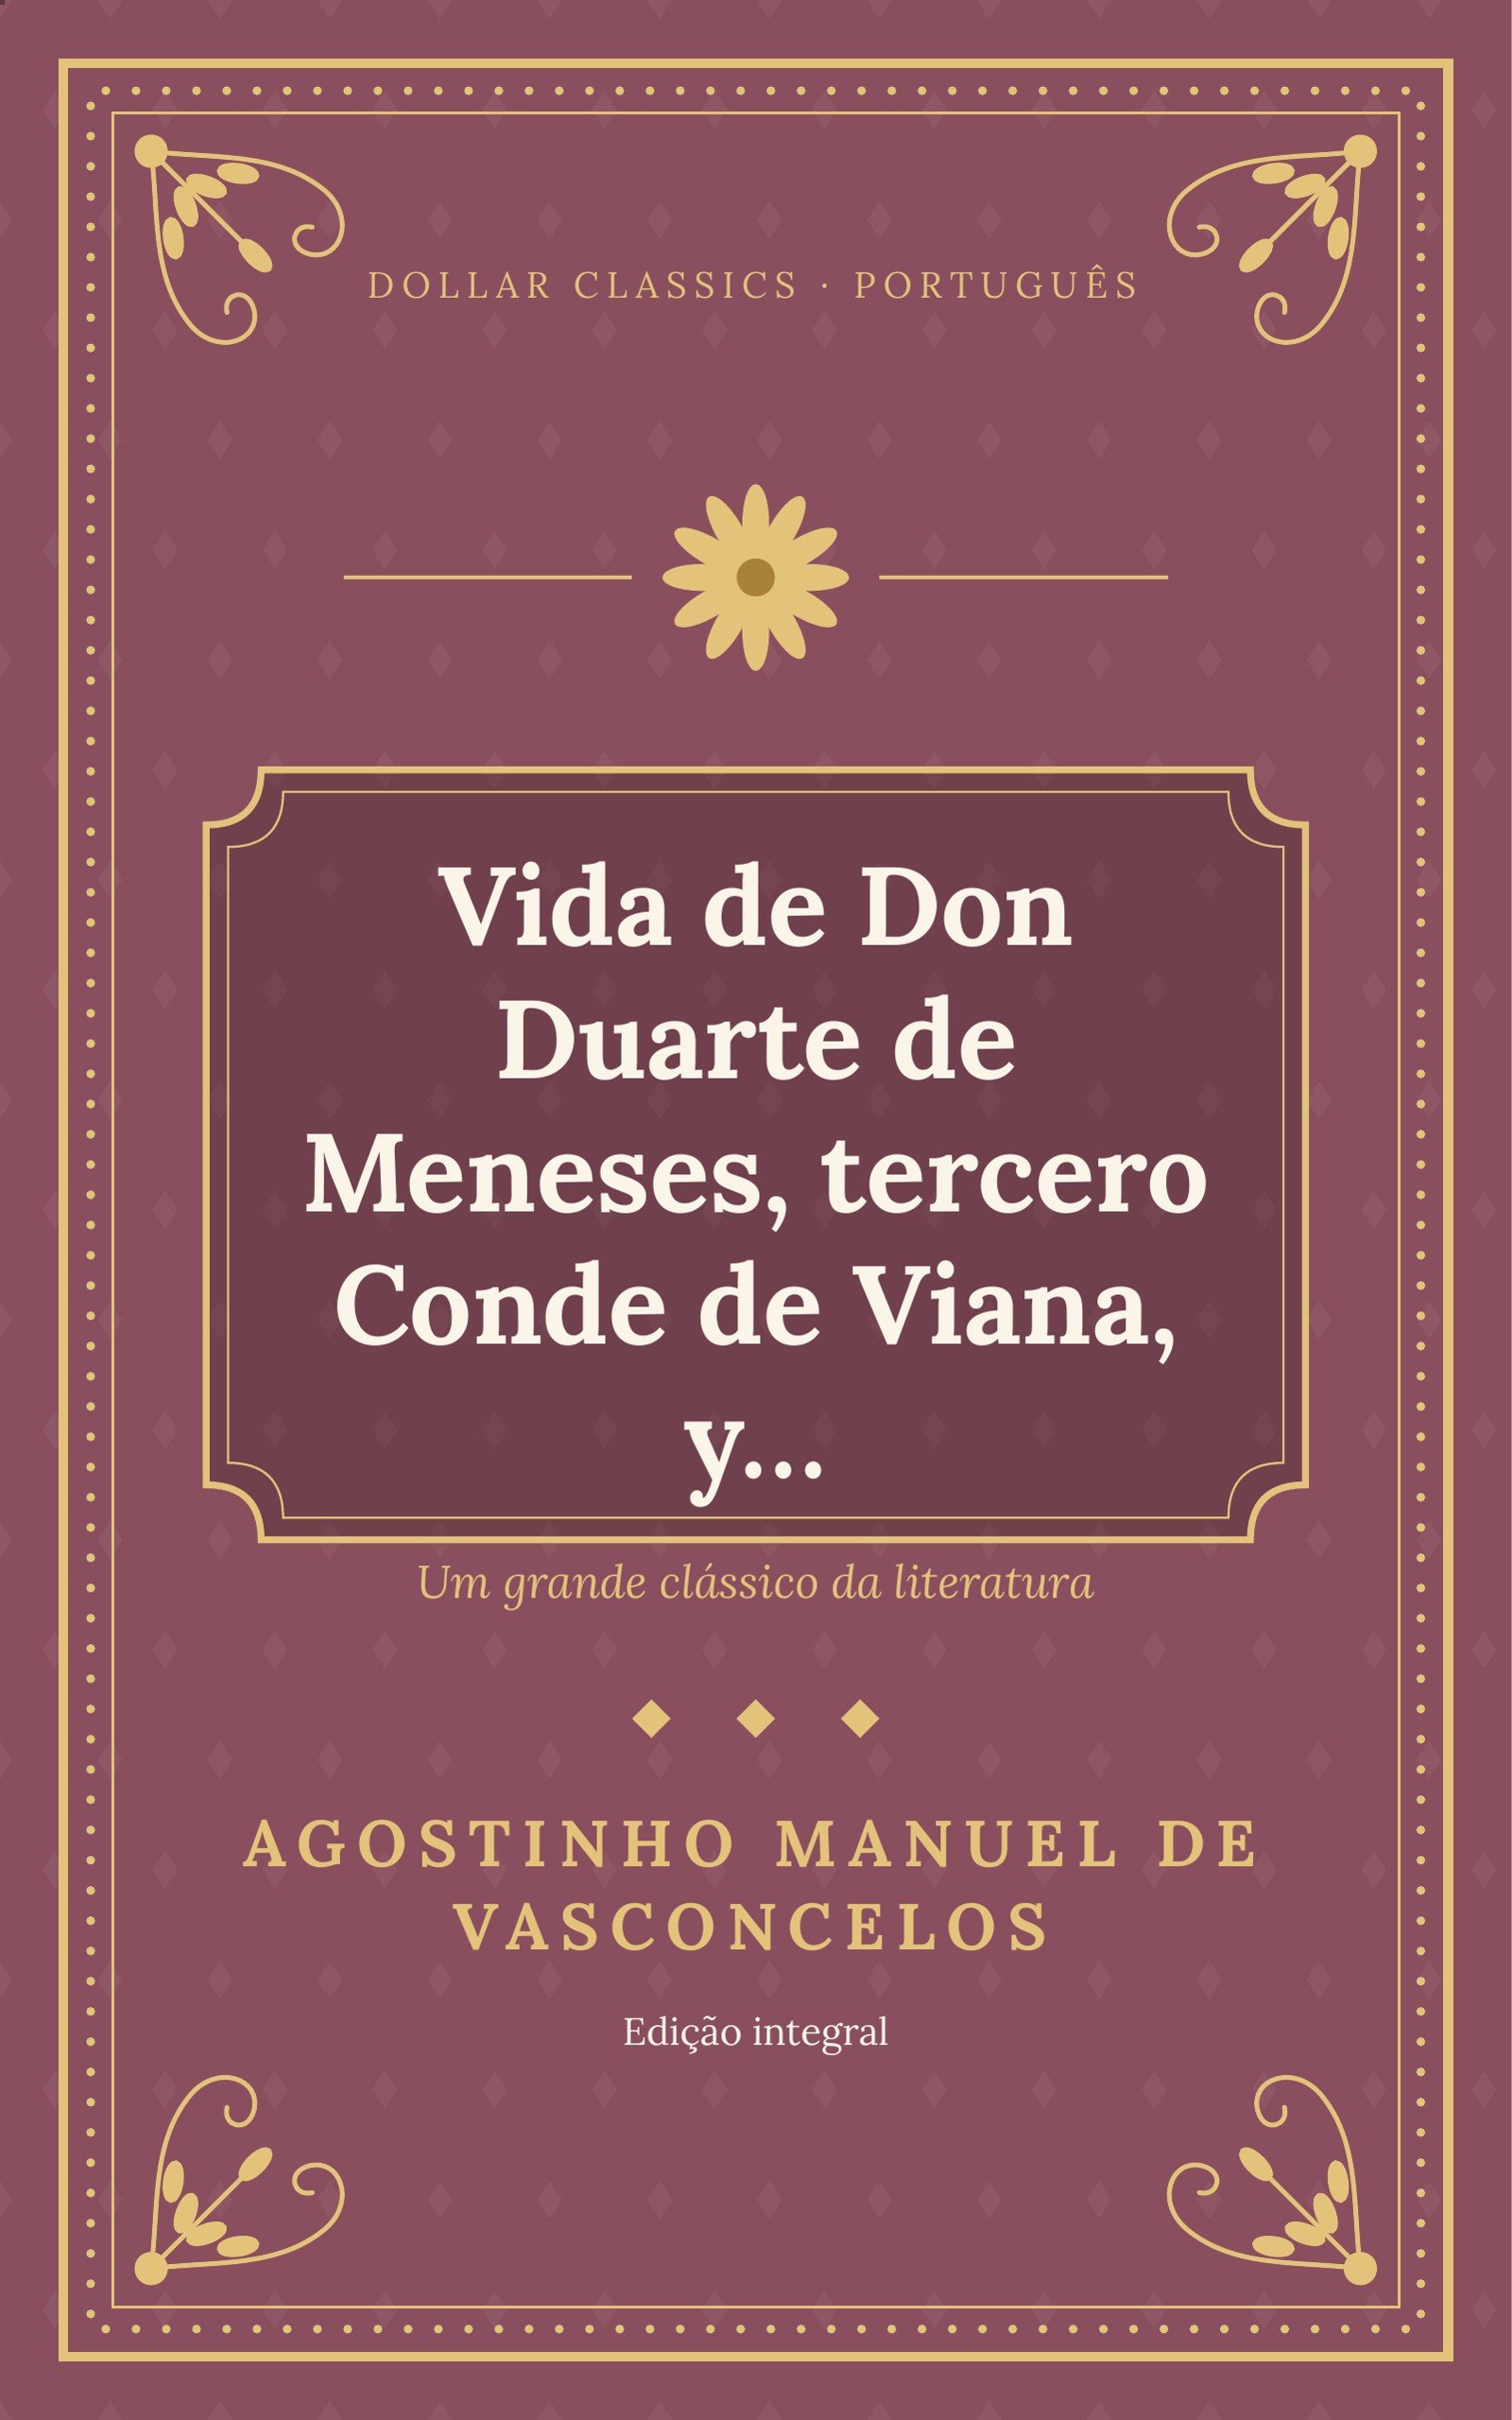 DOLLAR CLASSICS · PORTUGUÊS
Vida de Don
Duarte de
Meneses, tercero
Conde de Viana,
y...
Um grande clássico da literatura
AGOSTINHO MANUEL DE
VASCONCELOS
Edição integral